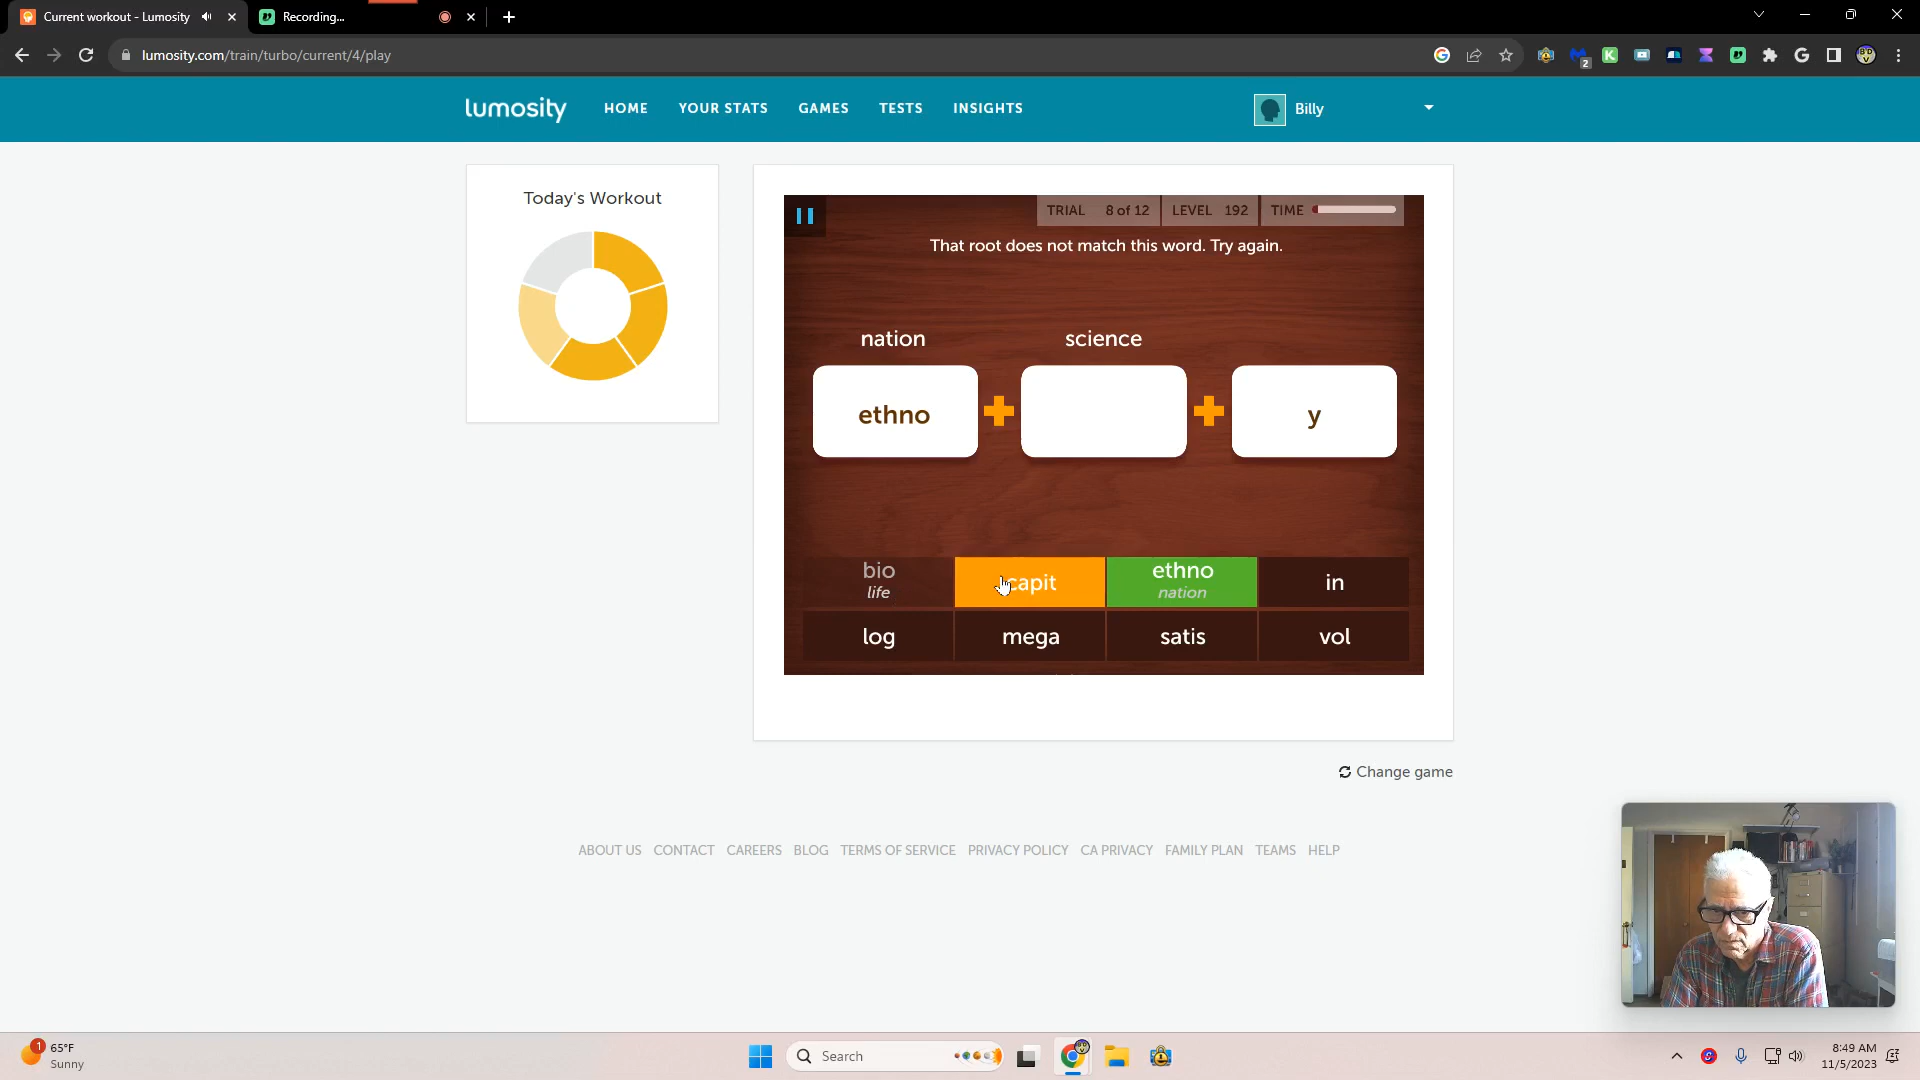 Current workout - Lumosity
Recording...
lumosity.com/train/turbo/current/4/play
2
lumosity
HOME
YOUR STATS
GAMES
TESTS
INSIGHTS
Billy
Today's Workout
TRIAL 8 of 12
LEVEL 192
TIME
That root does not match this word. Try again.
nation
science
ethno
y
bio
life
capit
ethno
nation
in
log
mega
satis
vol
Change game
ABOUT US CONTACT CAREERS BLOG TERMS OF SERVICE PRIVACY POLICY CA PRIVACY FAMILY PLAN TEAMS HELP
1
65°F
Sunny
Search
8:49 AM
11/5/2023